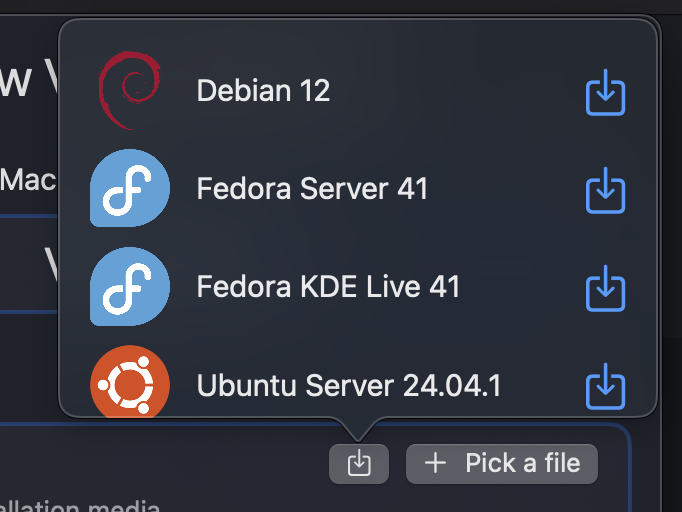 w
Debian 12
Mac
Fedora Server 41
Fedora KDE Live 41
Ubuntu Server 24.04.1
Pick a file
allation media